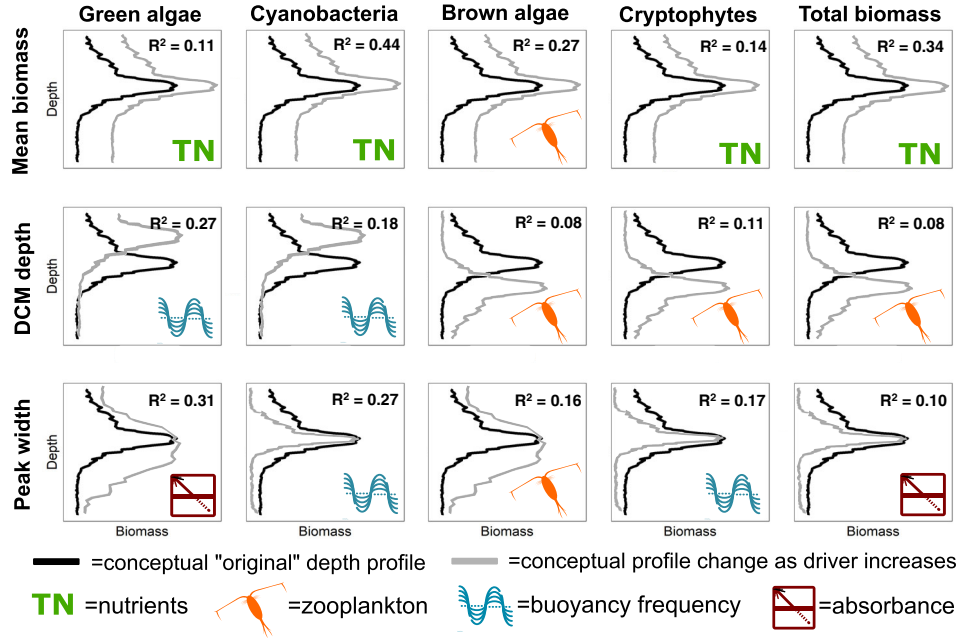 Green algae Cyanobacteria Brown algae Cryptophytes Total biomass
Mean biomass
Depth
R² = 0.11 R² = 0.44 R² = 0.27 R² = 0.14 R² = 0.34
TN TN TN TN
DCM depth
Depth
R² = 0.27 R² = 0.18 R² = 0.08 R² = 0.11 R² = 0.08
Peak width
Depth
R² = 0.31 R² = 0.27 R² = 0.16 R² = 0.17 R² = 0.10
Biomass Biomass Biomass Biomass Biomass
=conceptual "original" depth profile =conceptual profile change as driver increases
TN =nutrients =zooplankton =buoyancy frequency =absorbance